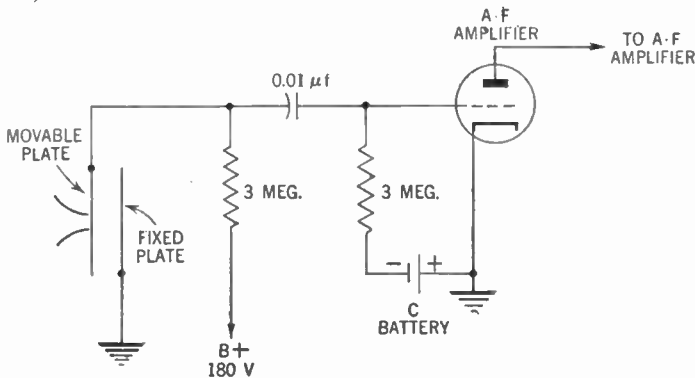 A-F
AMPLIFIER
TO A-F
AMPLIFIER
0.01 μf
MOVABLE
PLATE
3 MEG.
3 MEG.
FIXED
PLATE
- +
C
BATTERY
B+
180 V